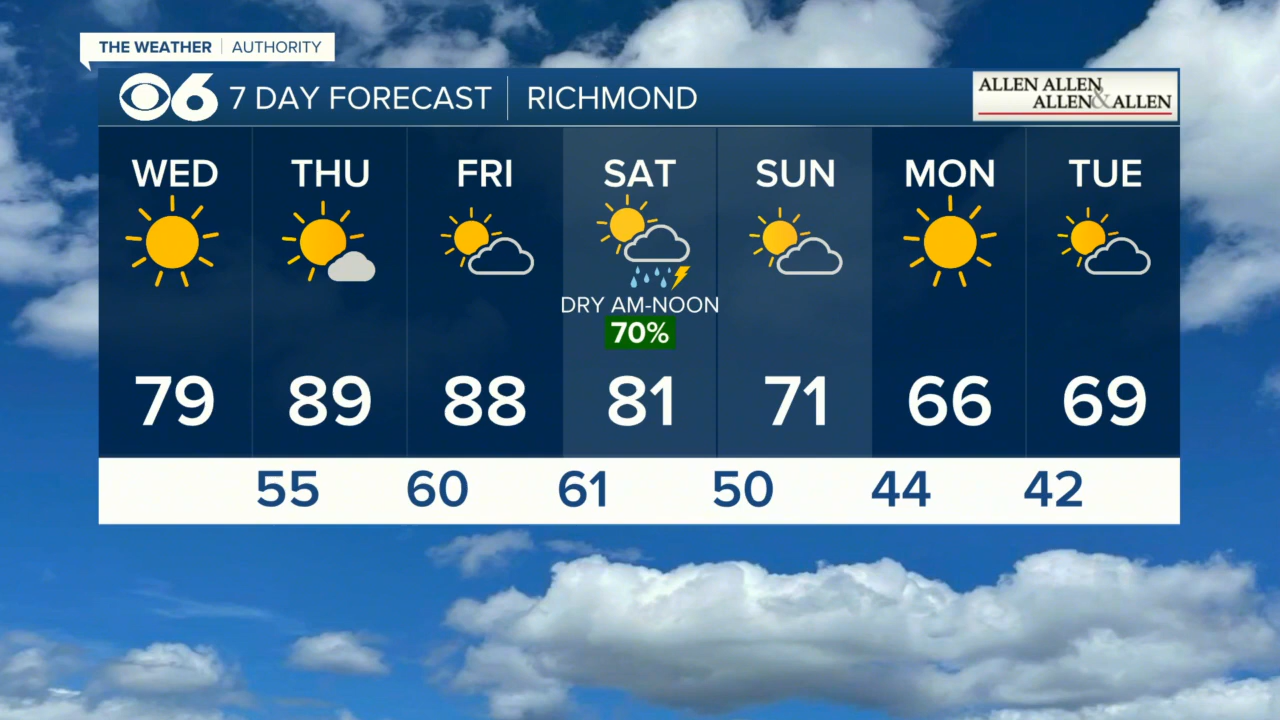 THE WEATHER AUTHORITY
6 7 DAY FORECAST RICHMOND
ALLEN ALLEN
ALLEN & ALLEN
WED THU FRI SAT SUN MON TUE
DRY AM-NOON
70%
79 89 88 81 71 66 69
55 60 61 50 44 42